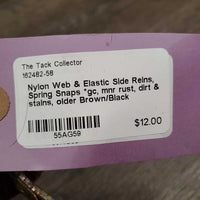 The Tack Collector
162482-58
Nylon Web & Elastic Side Reins,
Spring Snaps *gc, mnr rust, dirt &
stains, older Brown/Black
55AG59
$12.00